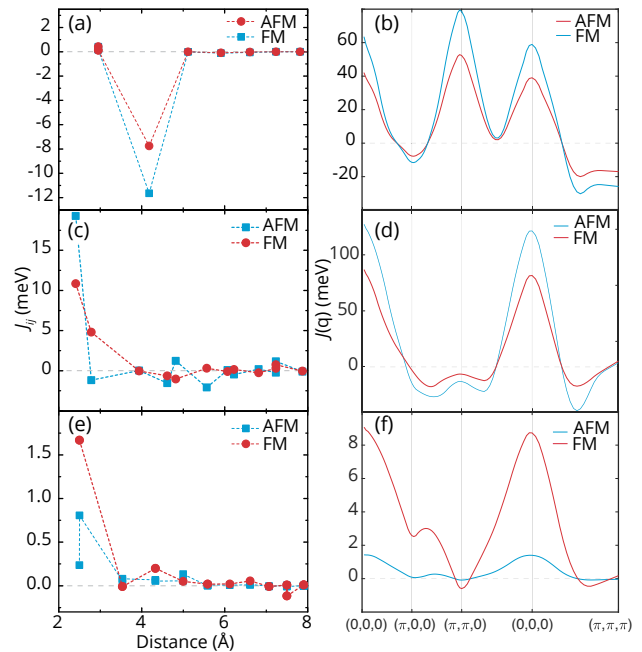 (a)
AFM
FM
2
0
-2
-4
-6
-8
-10
-12
(b)
AFM
FM
60
40
20
0
-20
(c)
AFM
FM
15
10
5
0
J_ij (meV)
(d)
AFM
FM
100
50
0
-50
J(q) (meV)
(e)
AFM
FM
1.5
1.0
0.5
0.0
2 4 6 8
Distance (Å)
(f)
AFM
FM
8
6
4
2
0
(0,0,0) (π,0,0) (π,π,0) (0,0,0) (π,π,π)